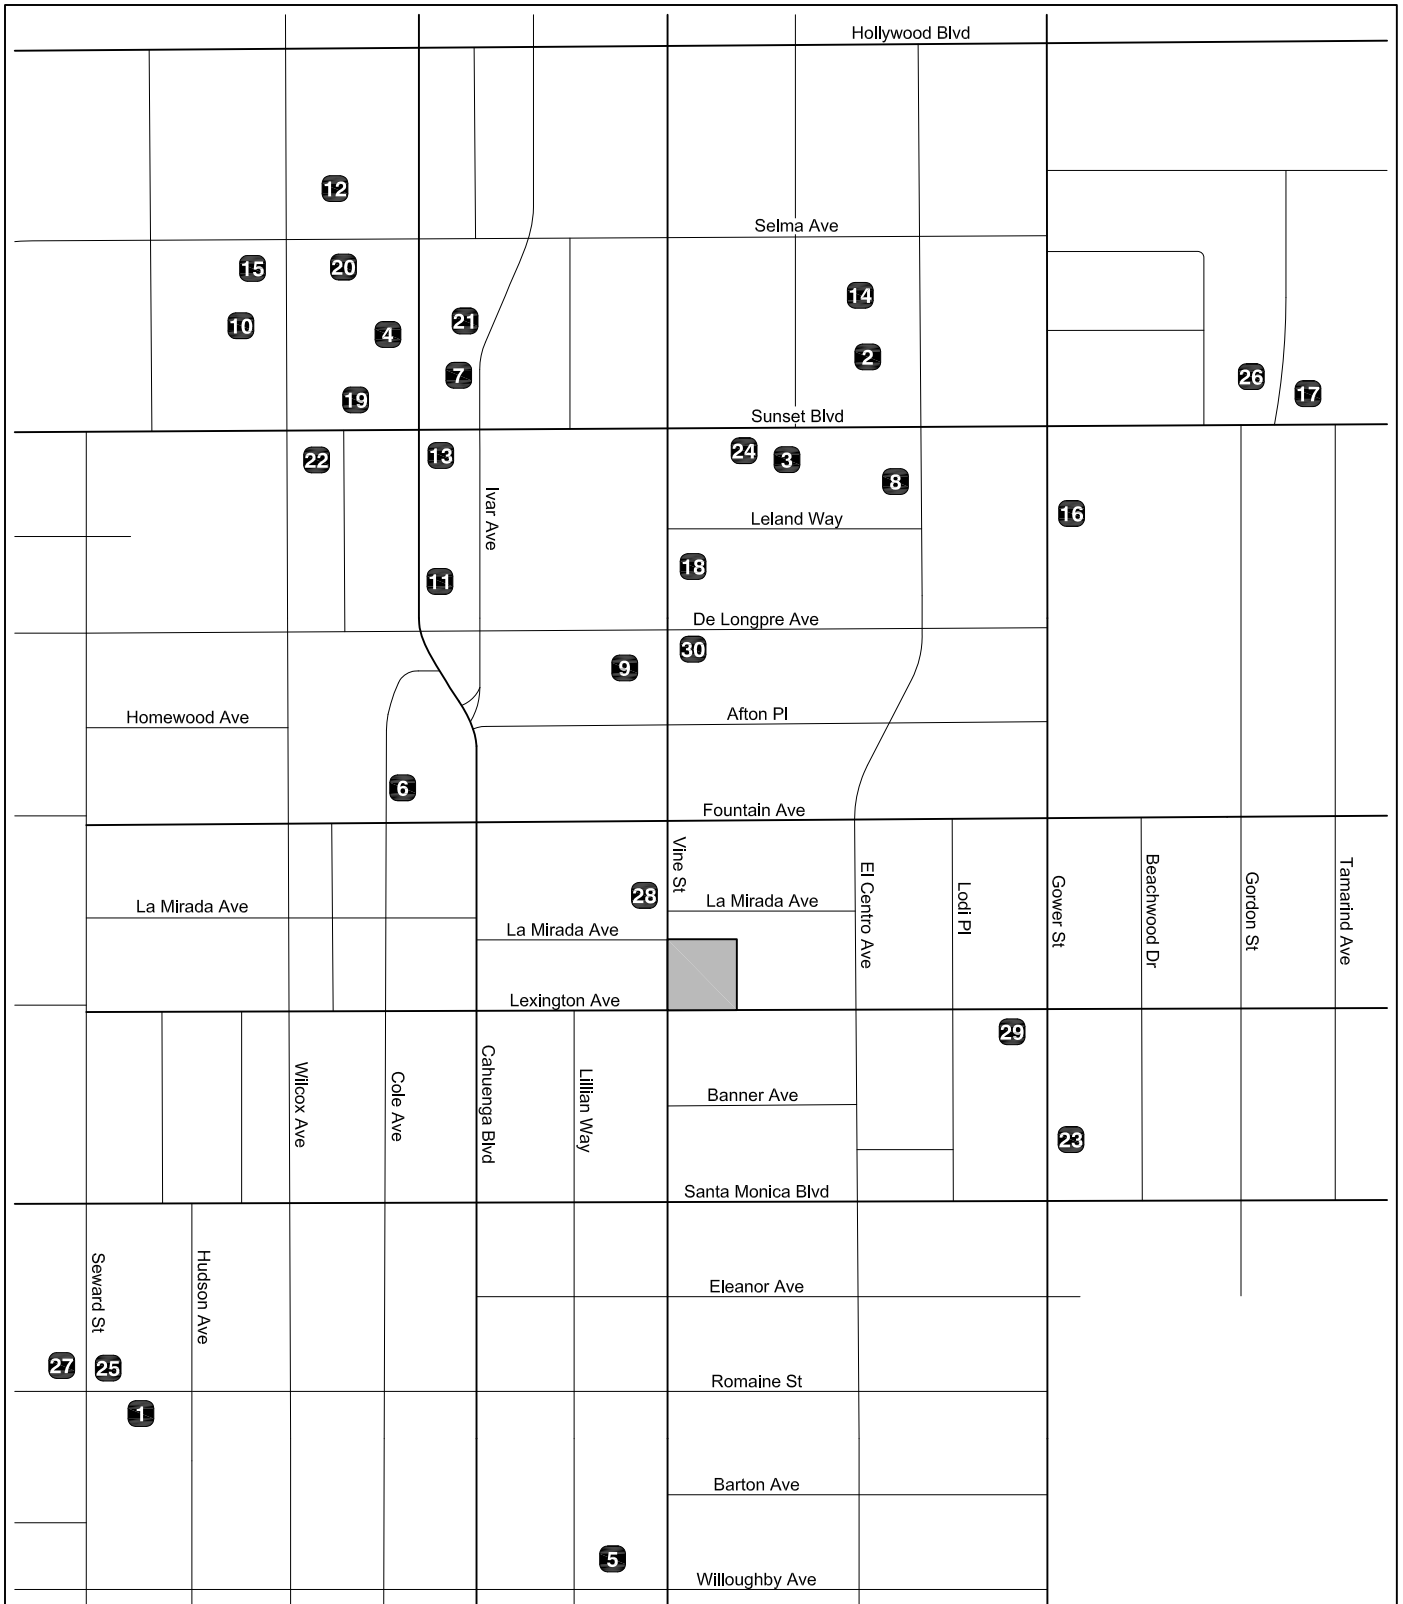 Hollywood Blvd
12
Selma Ave
15
20
14
21
10
4
2
7
26
17
19
Sunset Blvd
24
13
22
3
8
Ivar Ave
16
Leland Way
18
11
De Longpre Ave
30
9
Homewood Ave
Afton Pl
6
Fountain Ave
Vine St
El Centro Ave
Lodi Pl
Gower St
Beachwood Dr
Gordon St
Tamarind Ave
28
La Mirada Ave
La Mirada Ave
La Mirada Ave
Lexington Ave
29
Wilcox Ave
Cole Ave
Cahuenga Blvd
Lillian Way
Banner Ave
23
Santa Monica Blvd
Seward St
Hudson Ave
Eleanor Ave
27
25
Romaine St
1
Barton Ave
5
Willoughby Ave